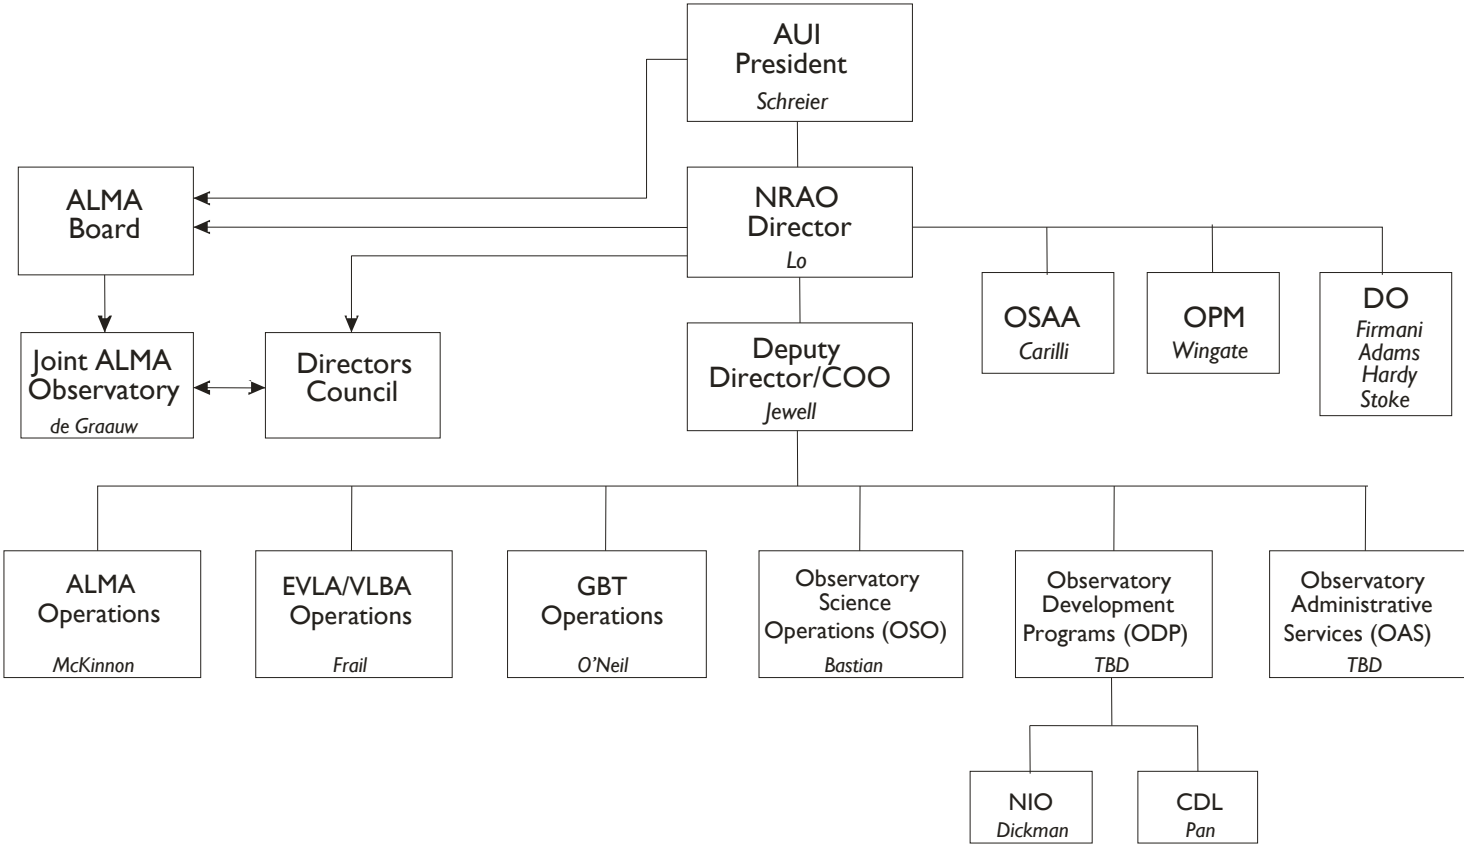 AUI
President
Schreier
ALMA
Board
NRAO
Director
Lo
OSAA
Carilli
OPM
Wingate
DO
Firmani
Adams
Hardy
Stoke
Joint ALMA
Observatory
de Graauw
Directors
Council
Deputy
Director/COO
Jewell
ALMA
Operations
McKinnon
EVLA/VLBA
Operations
Frail
GBT
Operations
O'Neil
Observatory
Science
Operations (OSO)
Bastian
Observatory
Development
Programs (ODP)
TBD
Observatory
Administrative
Services (OAS)
TBD
NIO
Dickman
CDL
Pan